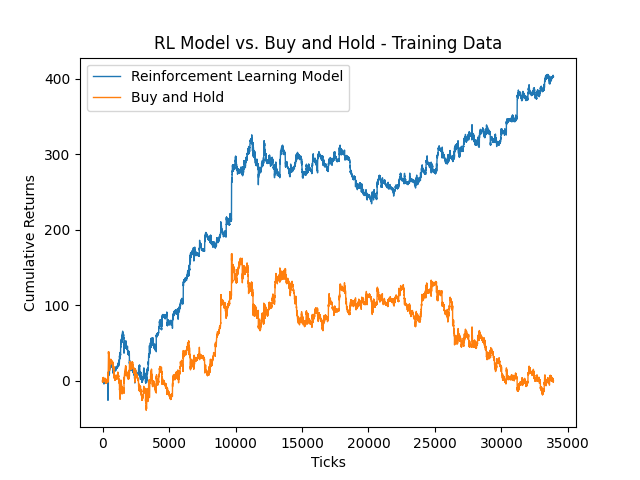 RL Model vs. Buy and Hold - Training Data
Reinforcement Learning Model
Buy and Hold
400
300
200
100
0
Cumulative Returns
0 5000 10000 15000 20000 25000 30000 35000
Ticks